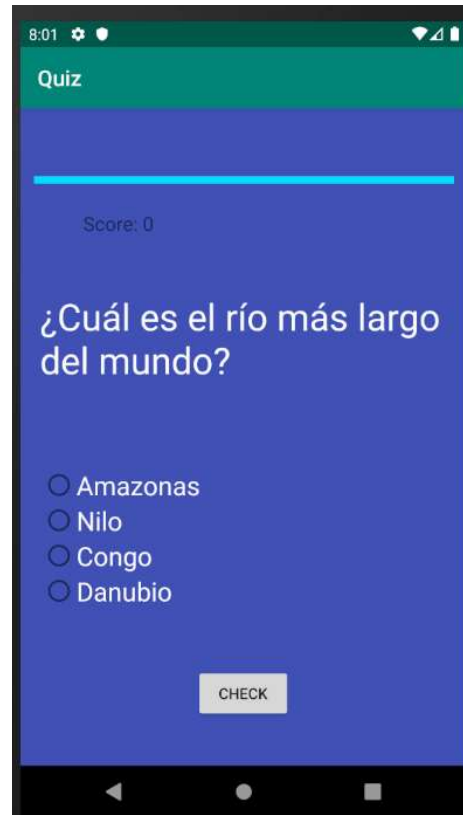 8:01
Quiz
Score: 0
¿Cuál es el río más largo
del mundo?
Amazonas
Nilo
Congo
Danubio
CHECK